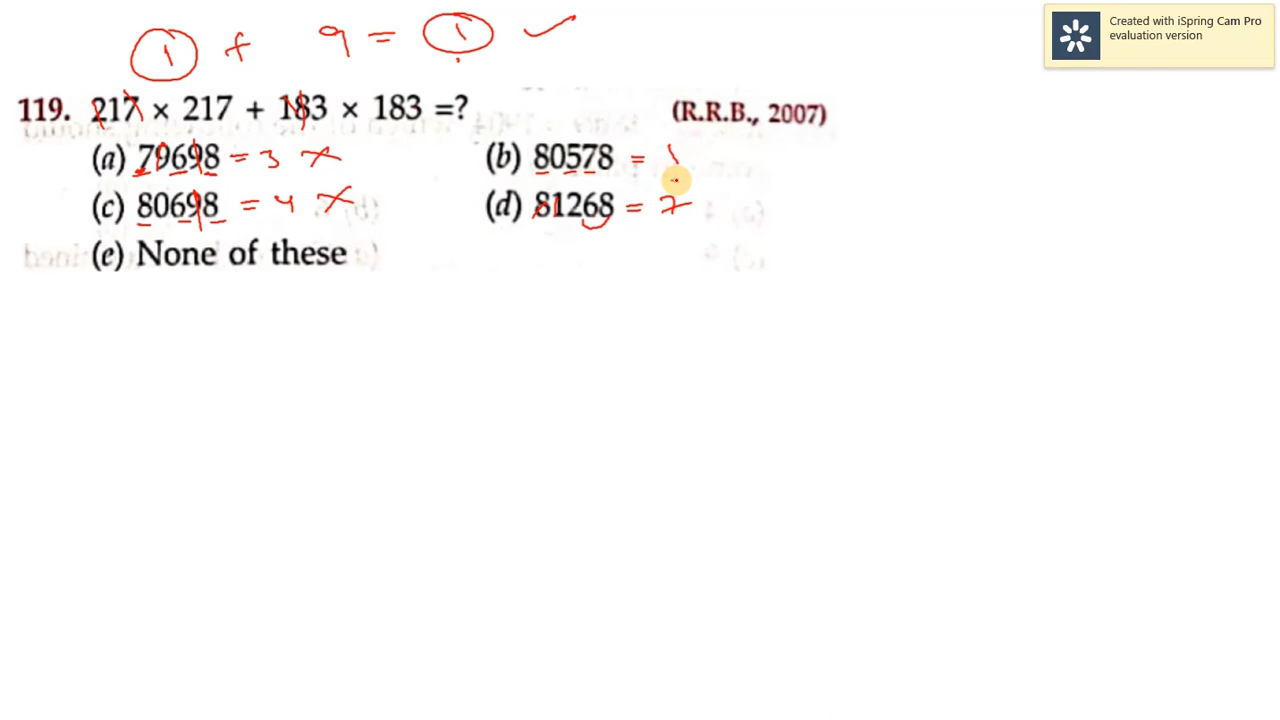 1 + 9 = 1 ✓
Created with iSpring Cam Pro
evaluation version
119. 217 × 217 + 183 × 183 =? (R.R.B., 2007)
(a) 79698 = 3 × (b) 80578 = 1
(c) 80698 = 4 × (d) 81268 = 7
(e) None of these